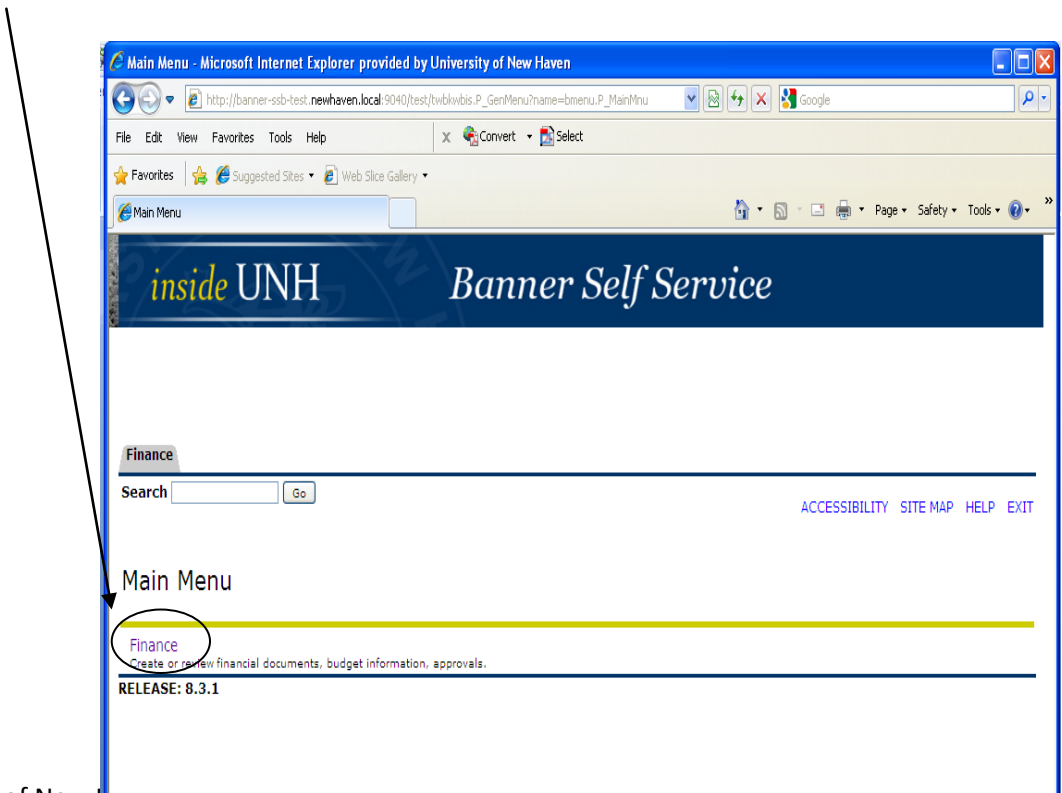 Main Menu - Microsoft Internet Explorer provided by University of New Haven
http://banner-ssb-test.newhaven.local:9040/test/twbkwbis.P_GenMenu?name=bmenu.P_MainMnu Google
File Edit View Favorites Tools Help x Convert Select
Favorites Suggested Sites Web Slice Gallery
Main Menu Page Safety Tools »
inside UNH Banner Self Service
Finance
Search Go
ACCESSIBILITY SITE MAP HELP EXIT
Main Menu
Finance
Create or review financial documents, budget information, approvals.
RELEASE: 8.3.1